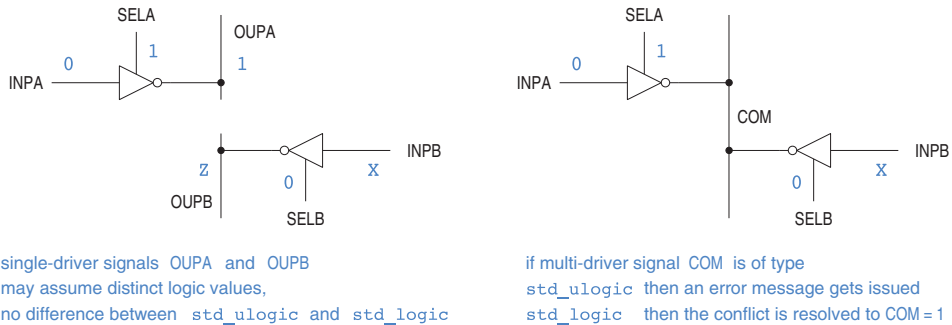 SELA
OUPA
0
1
1
INPA
Z
0
X
INPB
OUPB
SELB
single-driver signals OUPA and OUPB
may assume distinct logic values,
no difference between std_ulogic and std_logic
SELA
0
1
INPA
COM
0
X
INPB
SELB
if multi-driver signal COM is of type
std_ulogic then an error message gets issued
std_logic then the conflict is resolved to COM = 1